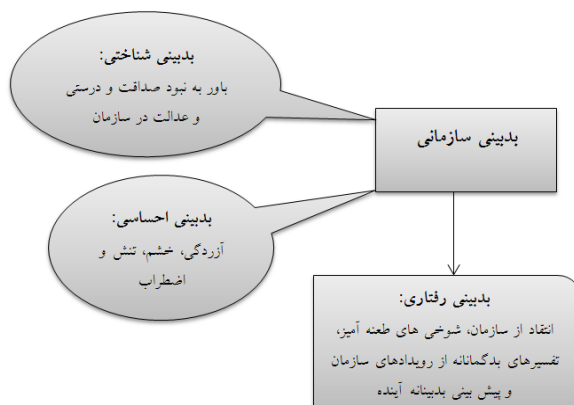 بدبینی شناختی:
باور به نبود صداقت و درستی
و عدالت در سازمان
بدبینی سازمانی
بدبینی احساسی:
آزردگی، خشم، تنش و
اضطراب
بدبینی رفتاری:
انتقاد از سازمان، شوخی های طعنه آمیز،
تفسیرهای بدگمانانه از رویدادهای سازمان
و پیش بینی بدبینانه آینده